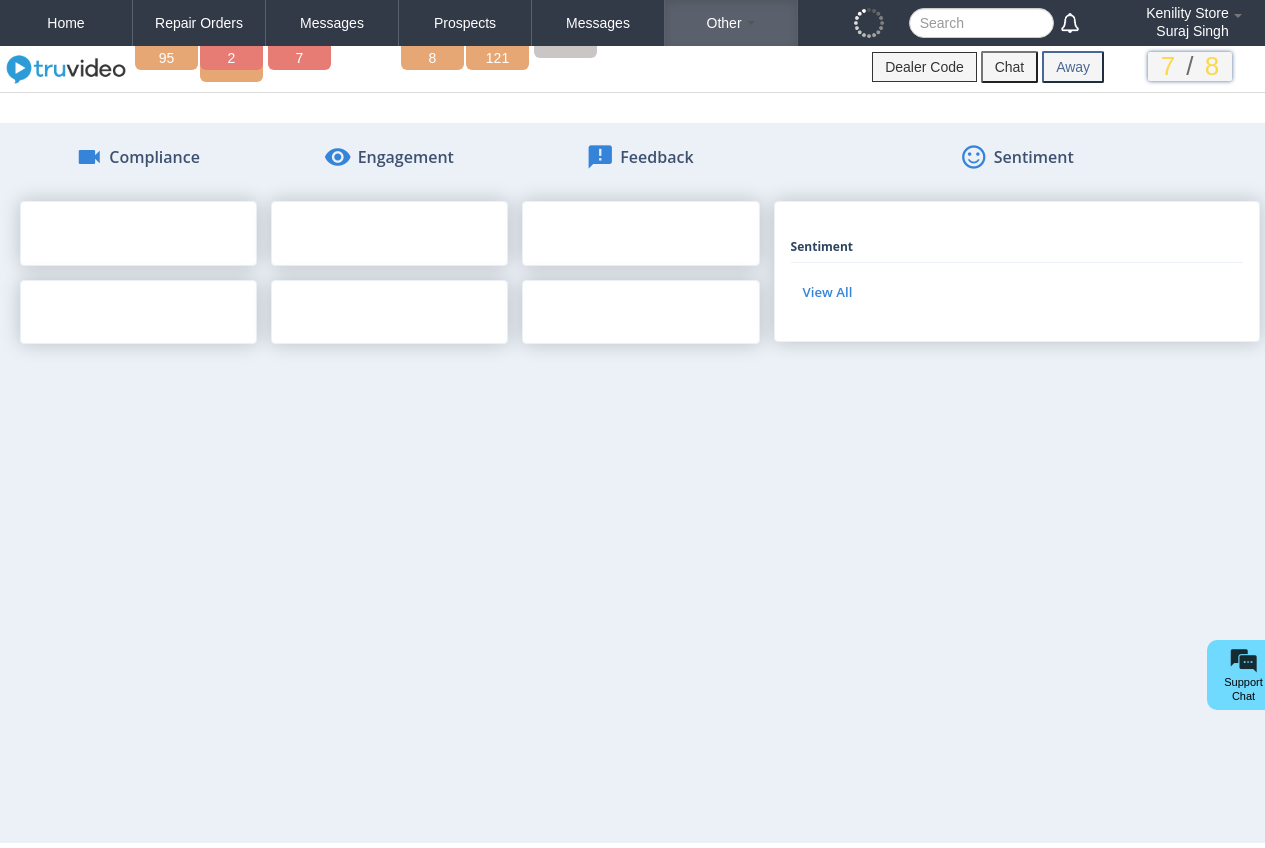 Home Repair Orders Messages Prospects Messages Other Search Kenility Store
Suraj Singh
truvideo 95 2 7 8 121 Dealer Code Chat Away 7 / 8
Compliance Engagement Feedback Sentiment
Sentiment
View All
Support
Chat